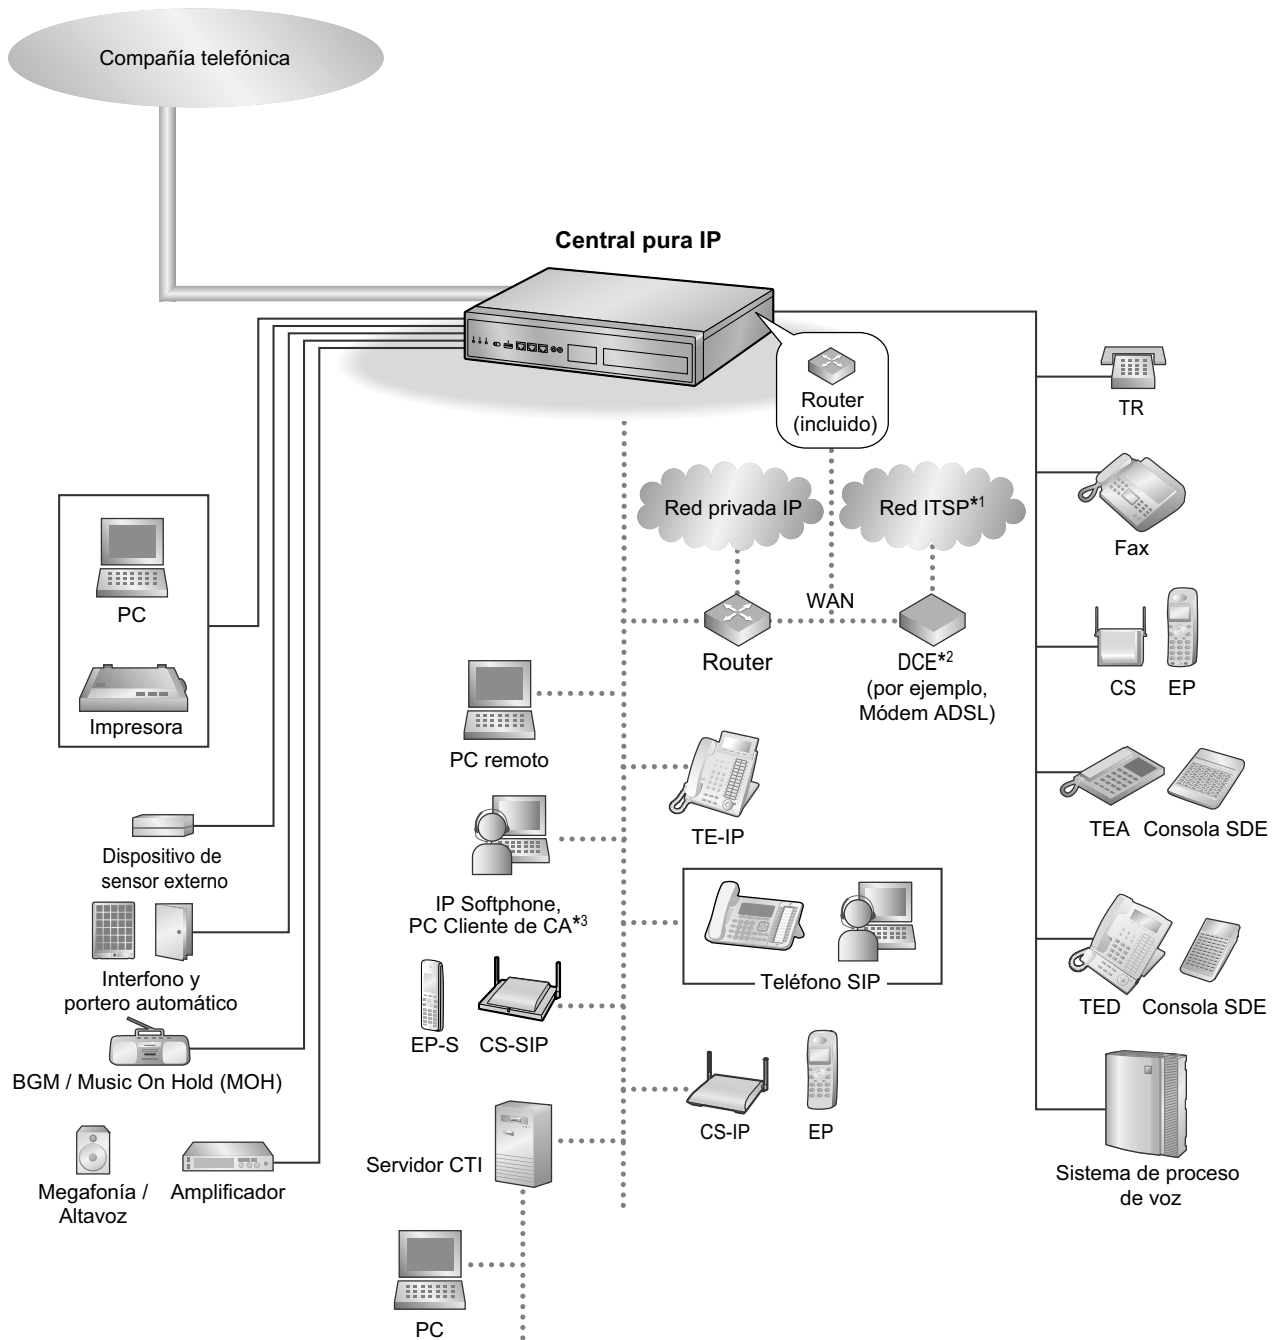 Compañía telefónica
Central pura IP
Router
(incluido)
TR
Red privada IP
Red ITSP*1
Fax
PC
WAN
Router
DCE*2
(por ejemplo,
Módem ADSL)
CS
EP
Impresora
PC remoto
TE-IP
TEA
Consola SDE
Dispositivo de
sensor externo
IP Softphone,
PC Cliente de CA*3
Teléfono SIP
Interfono y
portero automático
TED
Consola SDE
EP-S
CS-SIP
BGM / Music On Hold (MOH)
CS-IP
EP
Servidor CTI
Megafonía /
Altavoz
Amplificador
Sistema de proceso
de voz
PC